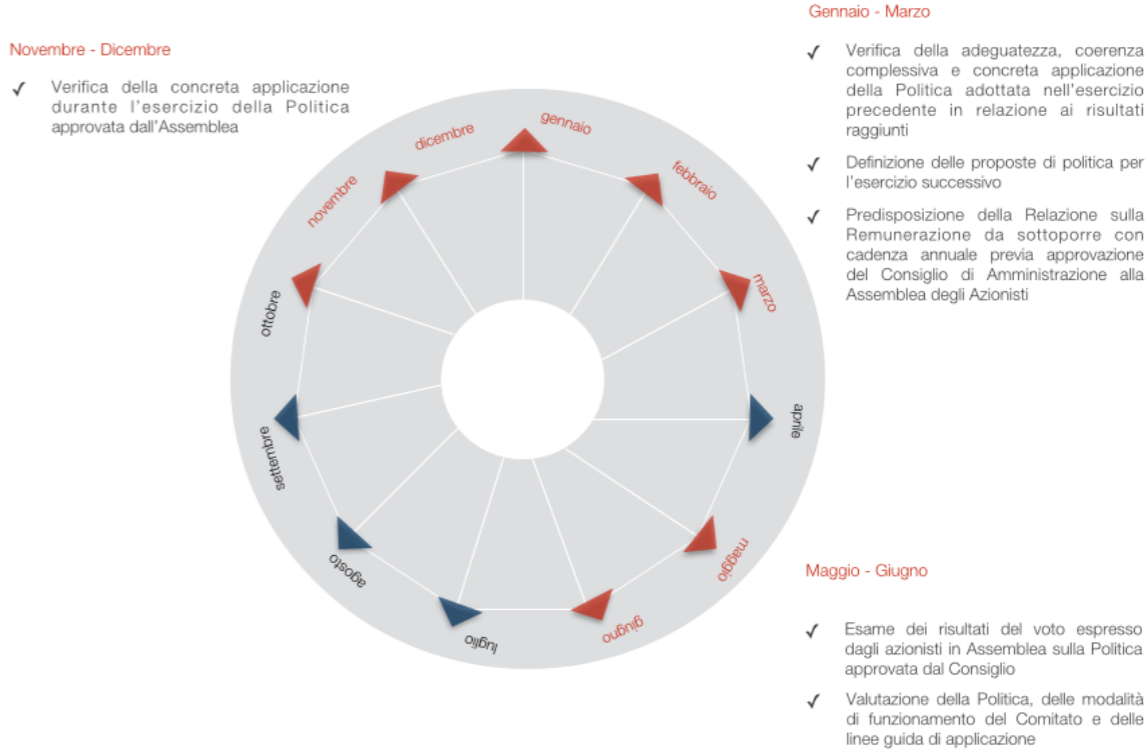 Novembre - Dicembre
✓ Verifica della concreta applicazione
durante l'esercizio della Politica
approvata dall'Assemblea
Gennaio - Marzo
✓ Verifica della adeguatezza, coerenza
complessiva e concreta applicazione
della Politica adottata nell'esercizio
precedente in relazione ai risultati
raggiunti
✓ Definizione delle proposte di politica per
l'esercizio successivo
✓ Predisposizione della Relazione sulla
Remunerazione da sottoporre con
cadenza annuale previa approvazione
del Consiglio di Amministrazione alla
Assemblea degli Azionisti
gennaio
febbraio
marzo
aprile
maggio
giugno
luglio
agosto
settembre
ottobre
novembre
dicembre
Maggio - Giugno
✓ Esame dei risultati del voto espresso
dagli azionisti in Assemblea sulla Politica
approvata dal Consiglio
✓ Valutazione della Politica, delle modalità
di funzionamento del Comitato e delle
linee guida di applicazione